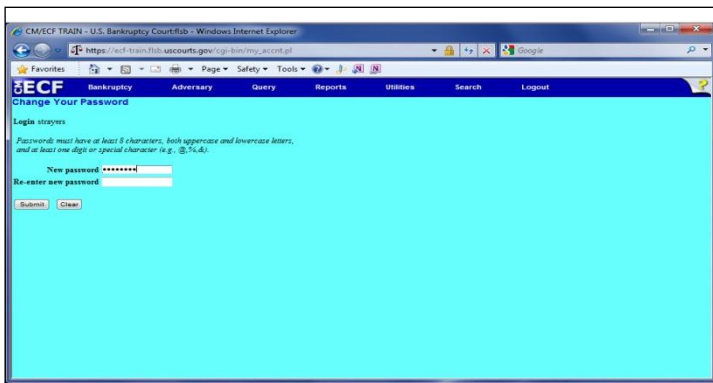 CM/ECF TRAIN - U.S. Bankruptcy Court:flsb - Windows Internet Explorer
https://ecf-train.flsb.uscourts.gov/cgi-bin/my_accnt.pl
Google
Favorites Page Safety Tools
CM ECF Bankruptcy Adversary Query Reports Utilities Search Logout ?
Change Your Password
Login strayers
Passwords must have at least 8 characters, both uppercase and lowercase letters,
and at least one digit or special character (e.g., @,%,&).
New password ••••••••
Re-enter new password
Submit Clear